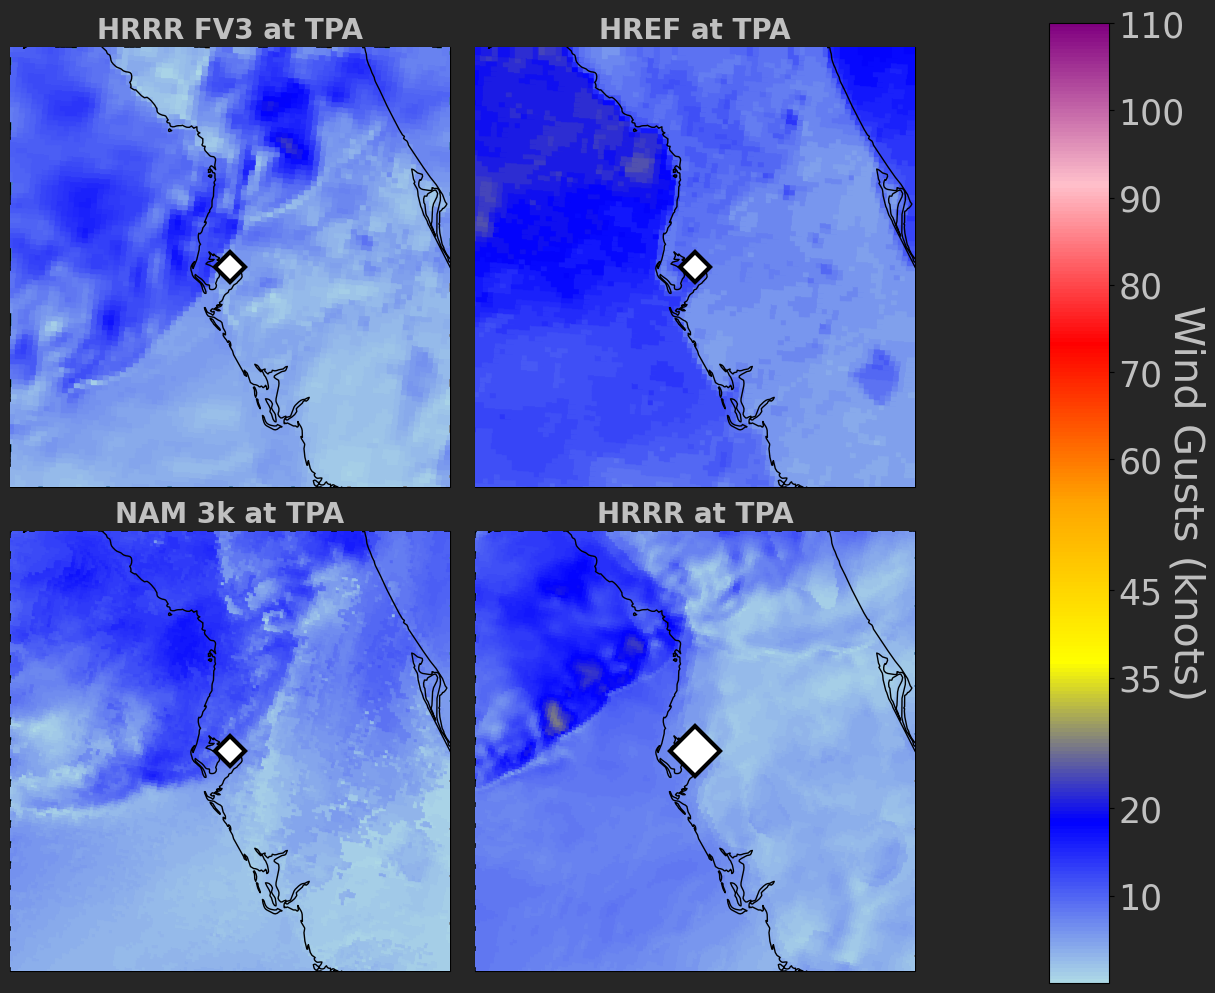 HRRR FV3 at TPA
HREF at TPA
NAM 3k at TPA
HRRR at TPA
110
100
90
80
70
60
45
35
20
10
Wind Gusts (knots)